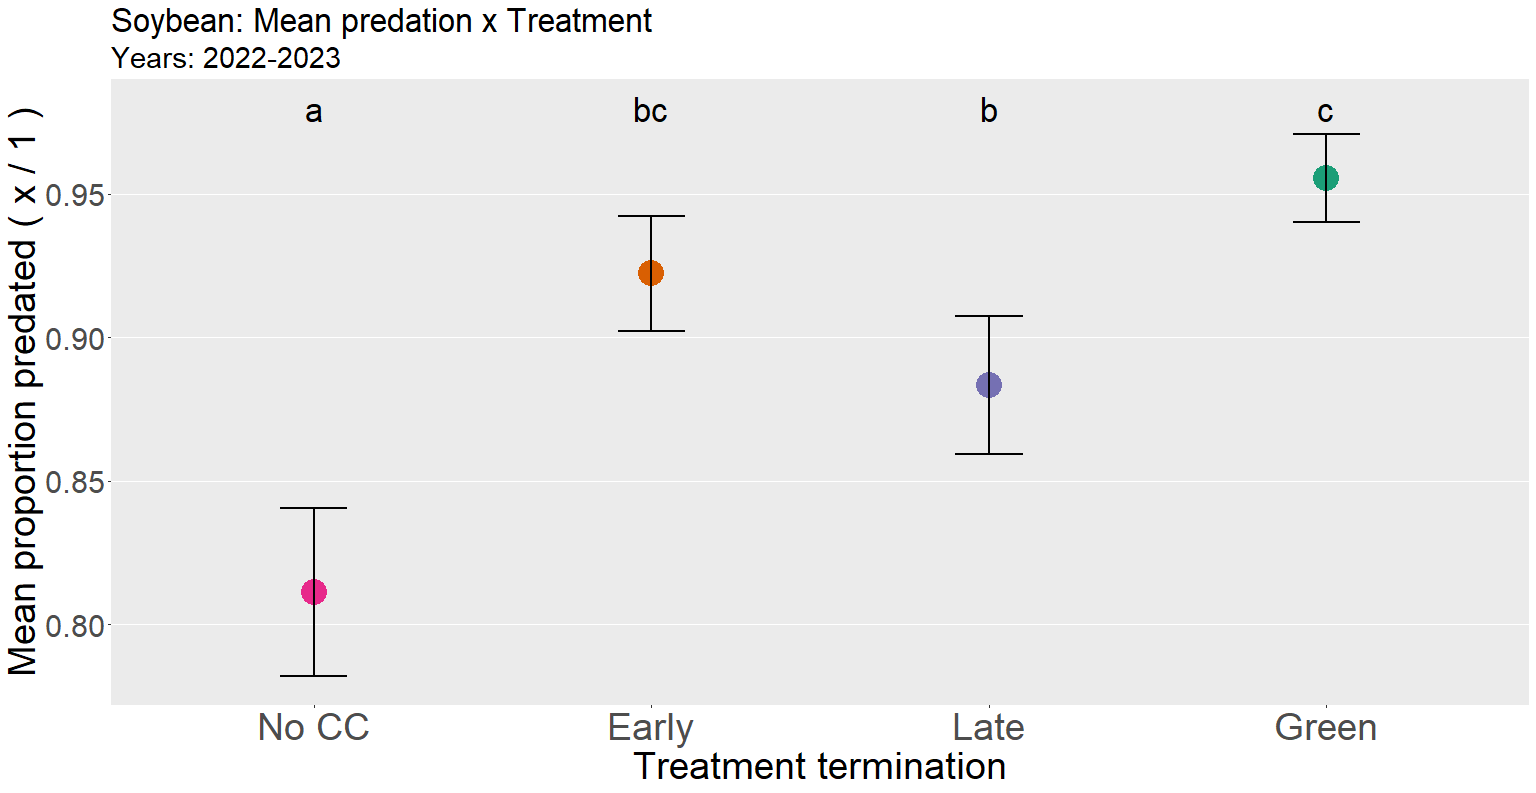 Soybean: Mean predation x Treatment
Years: 2022-2023
a bc b c
Mean proportion predated ( x / 1 )
0.95
0.90
0.85
0.80
No CC Early Late Green
Treatment termination